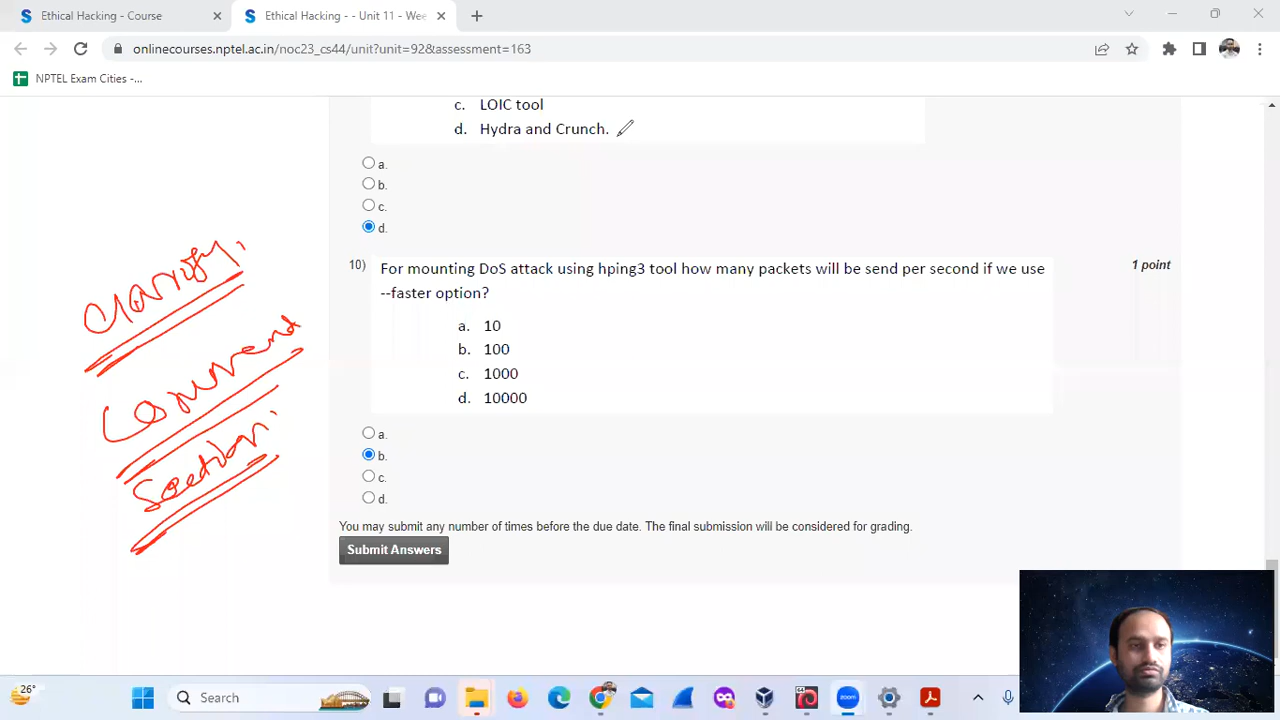 Ethical Hacking - Course
Ethical Hacking - - Unit 11 - Wee
onlinecourses.nptel.ac.in/noc23_cs44/unit?unit=92&assessment=163
NPTEL Exam Cities -...
c. LOIC tool
d. Hydra and Crunch.
a.
b.
c.
d.
10) For mounting DoS attack using hping3 tool how many packets will be send per second if we use 1 point
--faster option?
a. 10
b. 100
c. 1000
d. 10000
a.
b.
c.
d.
You may submit any number of times before the due date. The final submission will be considered for grading.
Submit Answers
Clarify.
Comment
Section.
26°
Search
zoom